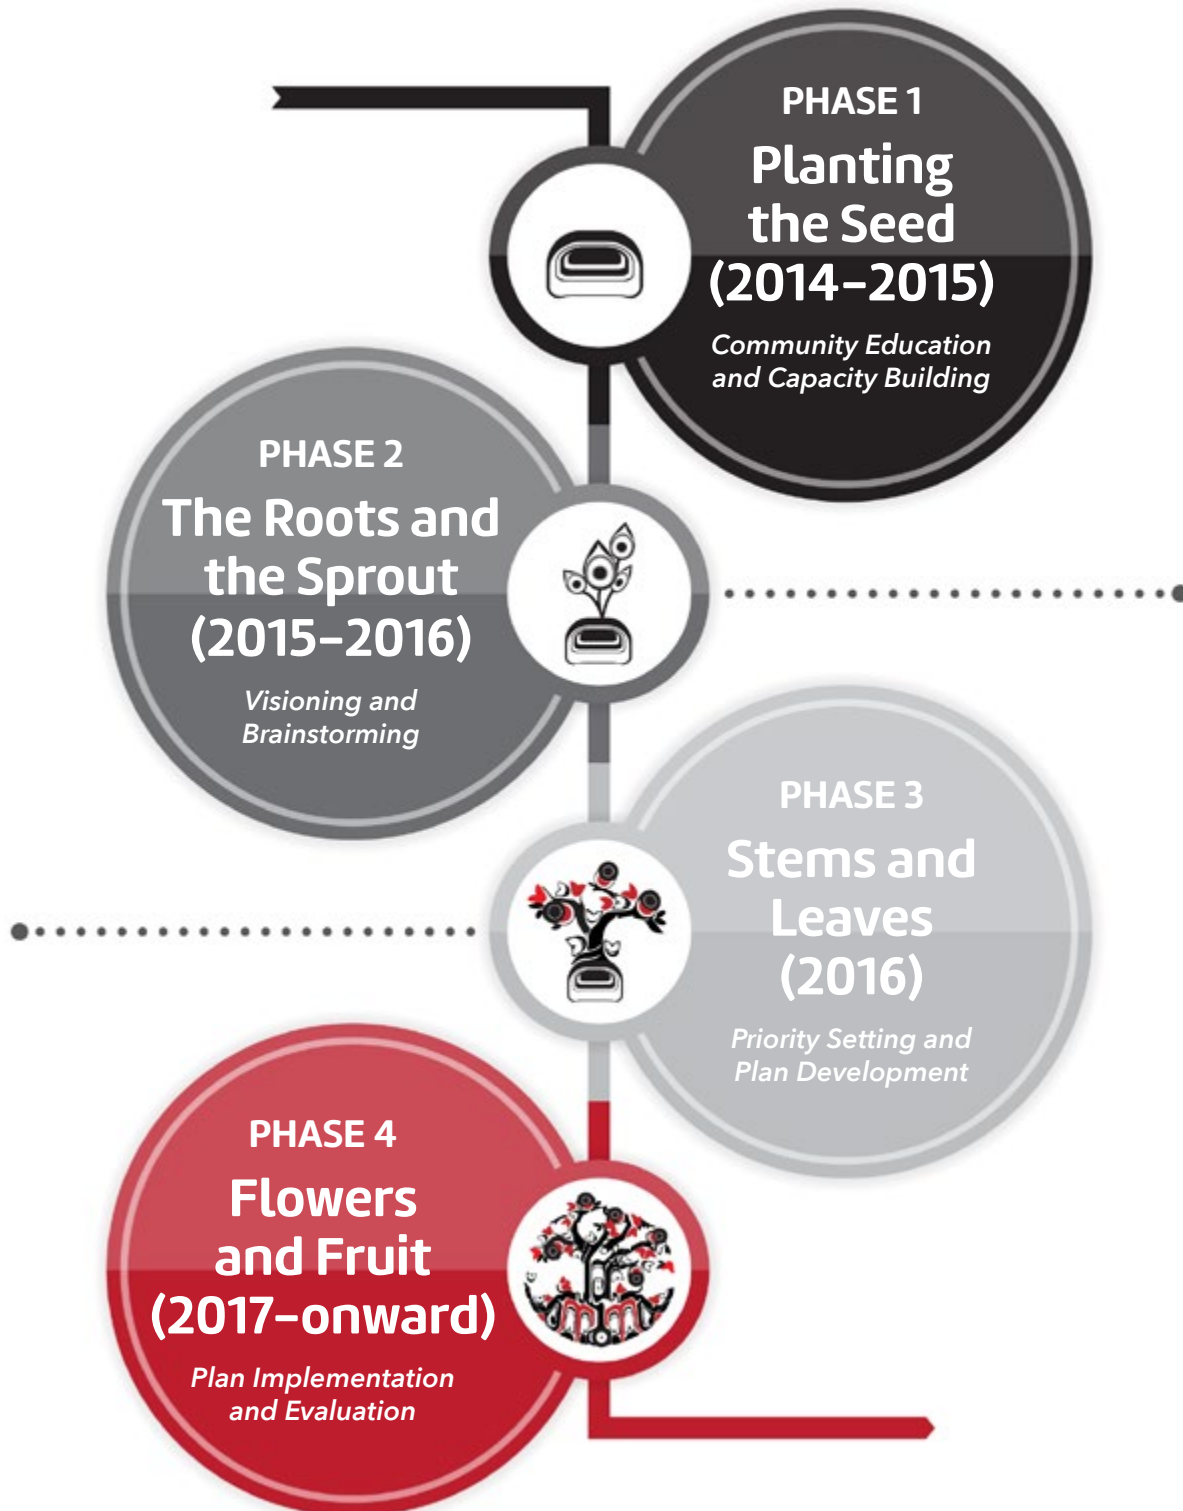 PHASE 1
Planting
the Seed
(2014–2015)
Community Education
and Capacity Building
PHASE 2
The Roots and
the Sprout
(2015–2016)
Visioning and
Brainstorming
PHASE 3
Stems and
Leaves
(2016)
Priority Setting and
Plan Development
PHASE 4
Flowers
and Fruit
(2017–onward)
Plan Implementation
and Evaluation